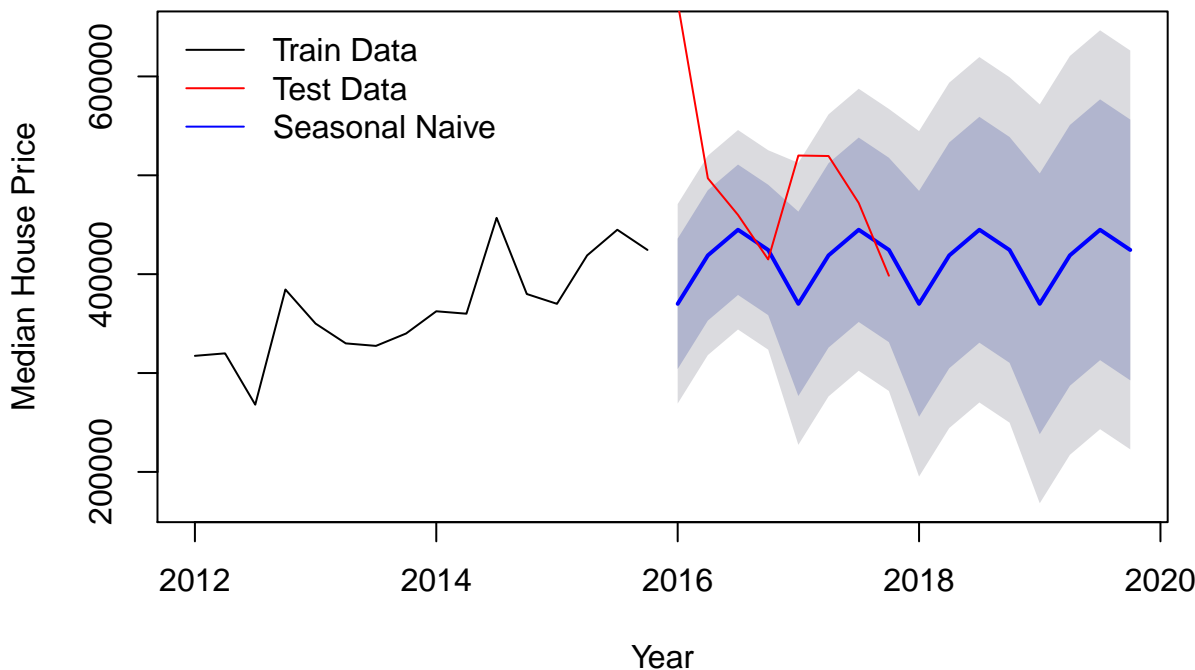 Median House Price
600000
400000
200000
Train Data
Test Data
Seasonal Naive
2012 2014 2016 2018 2020
Year